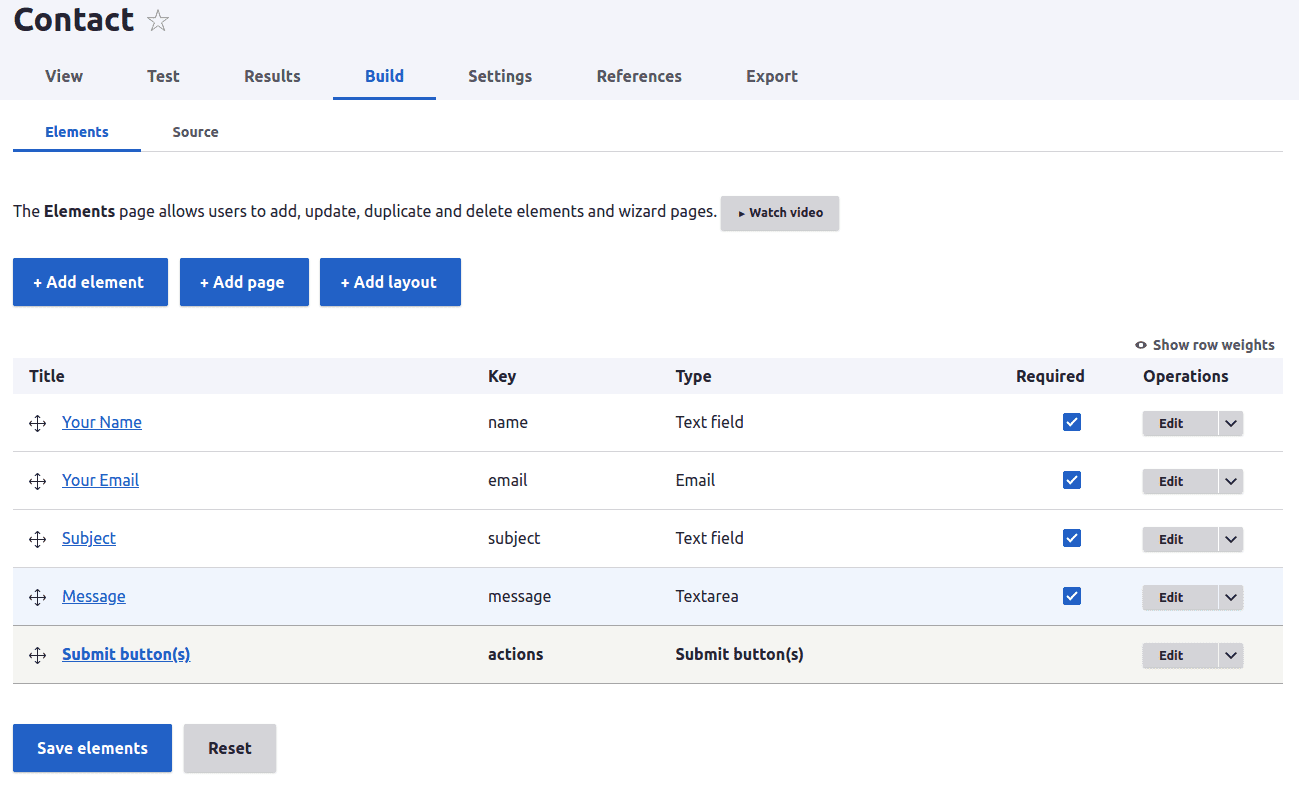 Contact
View Test Results Build Settings References Export
Elements Source
The Elements page allows users to add, update, duplicate and delete elements and wizard pages. ▸ Watch video
+ Add element + Add page + Add layout
Show row weights
Title Key Type Required Operations
Your Name name Text field Edit
Your Email email Email Edit
Subject subject Text field Edit
Message message Textarea Edit
Submit button(s) actions Submit button(s) Edit
Save elements Reset